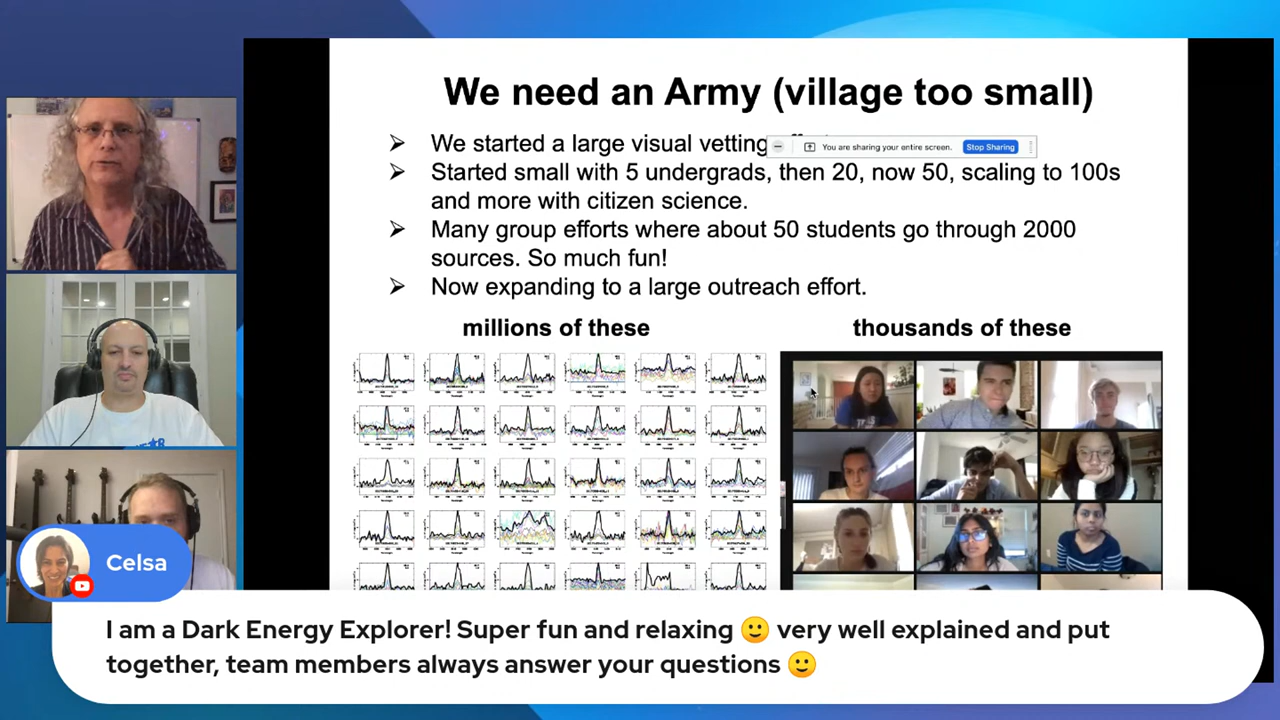 We need an Army (village too small)
➢ We started a large visual vetting
You are sharing your entire screen.
Stop Sharing
➢ Started small with 5 undergrads, then 20, now 50, scaling to 100s
and more with citizen science.
➢ Many group efforts where about 50 students go through 2000
sources. So much fun!
➢ Now expanding to a large outreach effort.
millions of these
thousands of these
Celsa
I am a Dark Energy Explorer! Super fun and relaxing 🙂 very well explained and put
together, team members always answer your questions 🙂